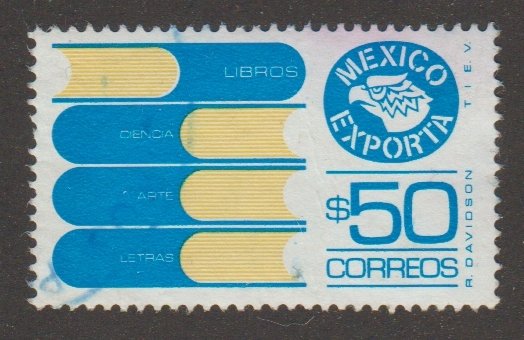 LIBROS
CIENCIA
ARTE
LETRAS
MEXICO
EXPORTA
$50
CORREOS
T.I.E.V.
R. DAVIDSON